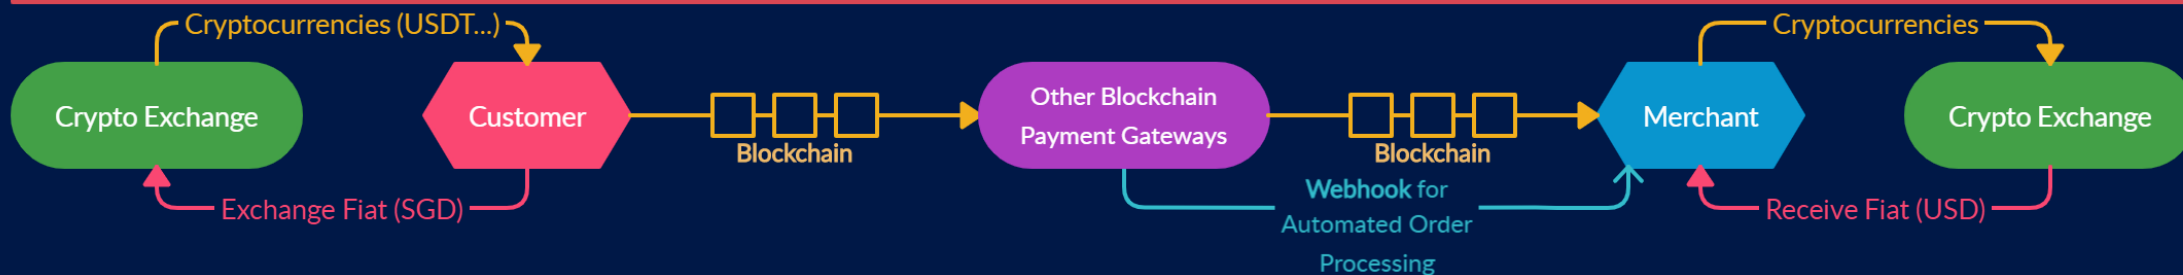 Cryptocurrencies (USDT...)
Cryptocurrencies
Crypto Exchange
Customer
Blockchain
Other Blockchain
Payment Gateways
Blockchain
Merchant
Crypto Exchange
Exchange Fiat (SGD)
Webhook for
Automated Order
Processing
Receive Fiat (USD)